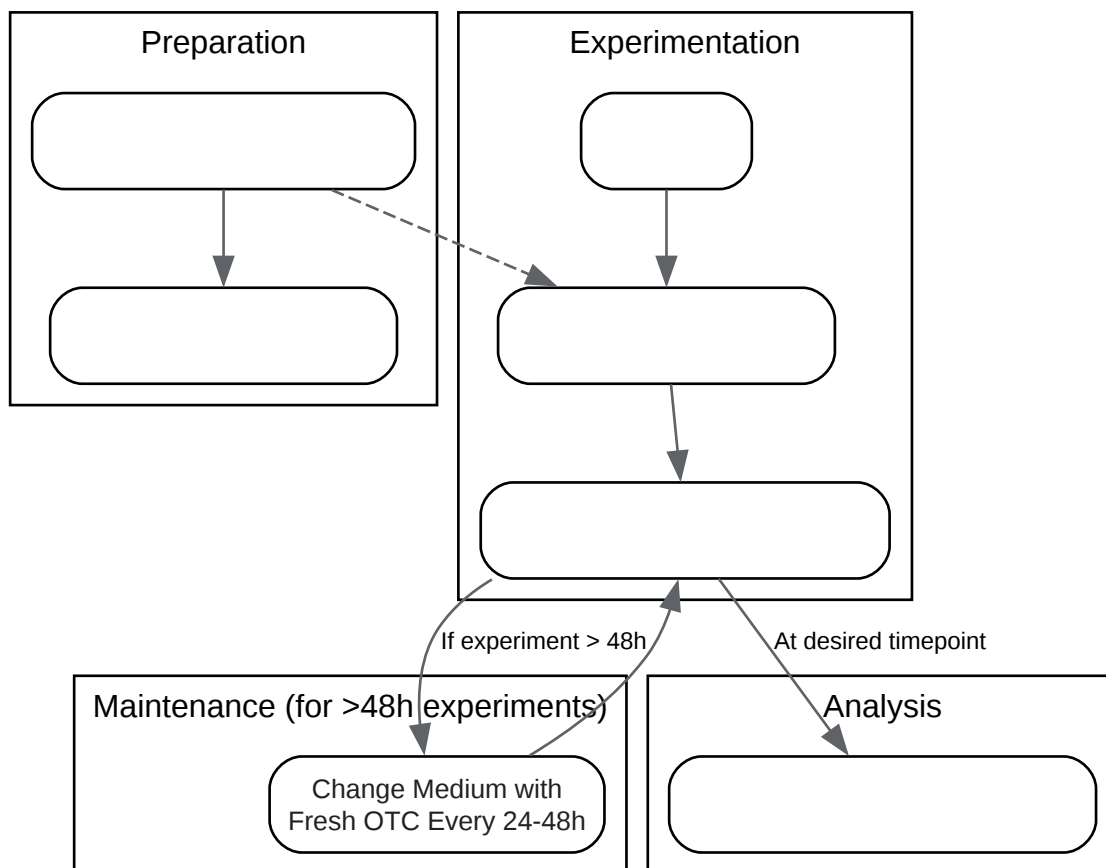 Preparation
Experimentation
If experiment > 48h
At desired timepoint
Maintenance (for >48h experiments)
Analysis
Change Medium with
Fresh OTC Every 24-48h